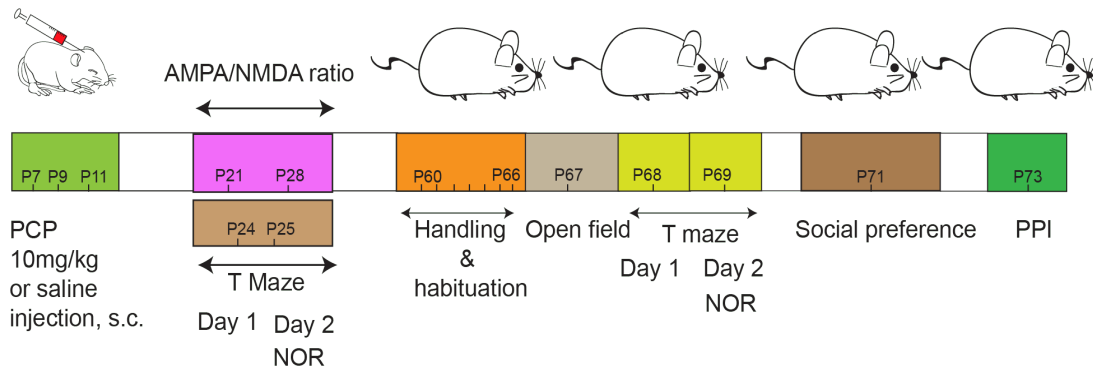 AMPA/NMDA ratio
P7 P9 P11
P21 P28
P60 P66
P67
P68
P69
P71
P73
P24 P25
PCP
10mg/kg
or saline
injection, s.c.
T Maze
Day 1 Day 2
NOR
Handling
&
habituation
Open field
T maze
Day 1 Day 2
NOR
Social preference
PPI